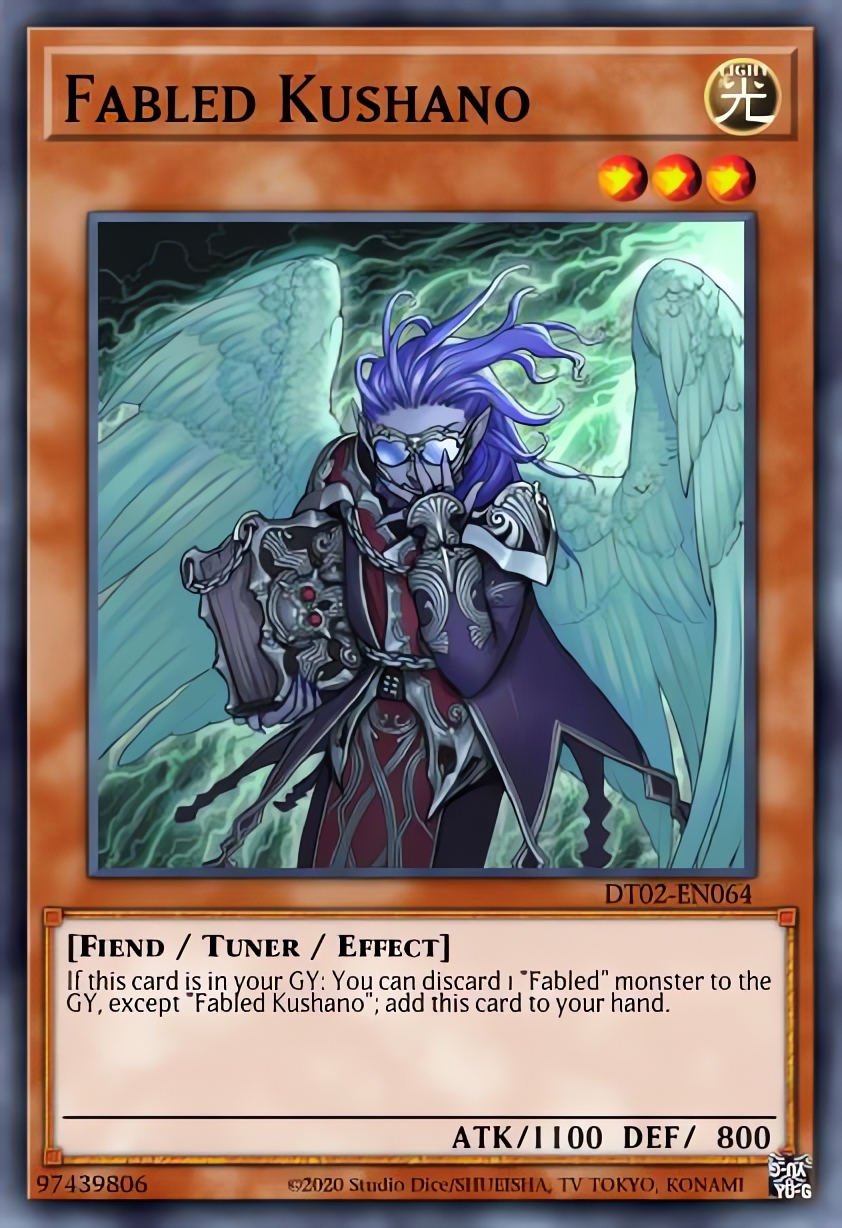 Fabled Kushano
LIGHT
光
DT02-EN064
[Fiend / Tuner / Effect]
If this card is in your GY: You can discard 1 "Fabled" monster to the
GY, except "Fabled Kushano"; add this card to your hand.
ATK/1100 DEF/ 800
97439806
©2020 Studio Dice/SHUEISHA, TV TOKYO, KONAMI